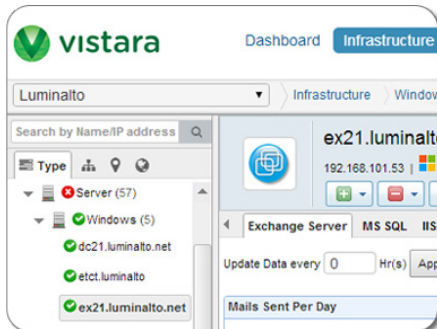 vistara
Dashboard
Infrastructure
Luminalto
Infrastructure
Search by Name/IP address
Type
Server (57)
Windows (5)
dc21.luminalto.net
etct.luminalto
ex21.luminalto.net
192.168.101.53 |
Exchange Server
MS SQL
IIS
Update Data every 0 Hr(s)
Mails Sent Per Day